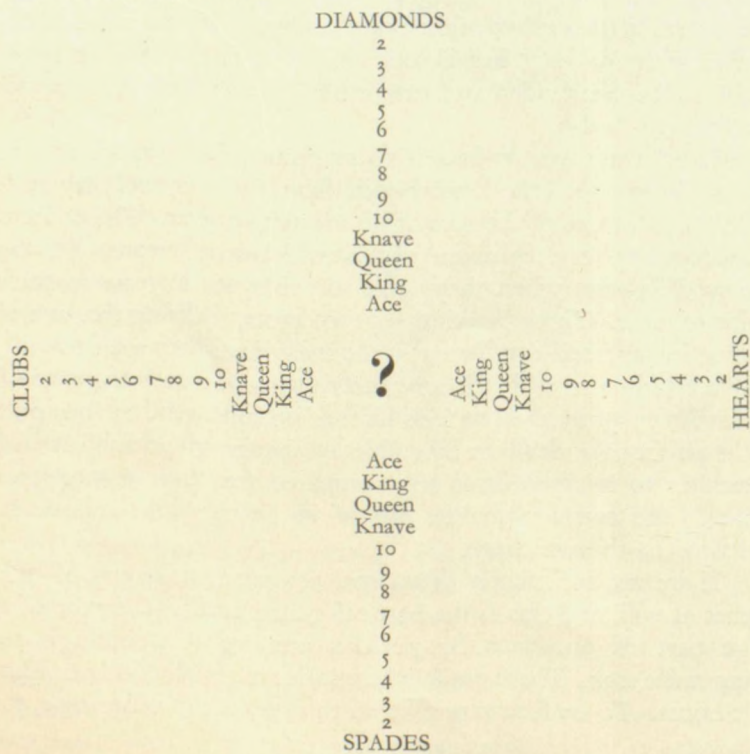 DIAMONDS
2
3
4
5
6
7
8
9
10
Knave
Queen
King
Ace
CLUBS
2
3
4
5
6
7
8
9
10
Knave
Queen
King
Ace
?
Ace
King
Queen
Knave
10
9
8
7
6
5
4
3
2
HEARTS
Ace
King
Queen
Knave
10
9
8
7
6
5
4
3
2
SPADES